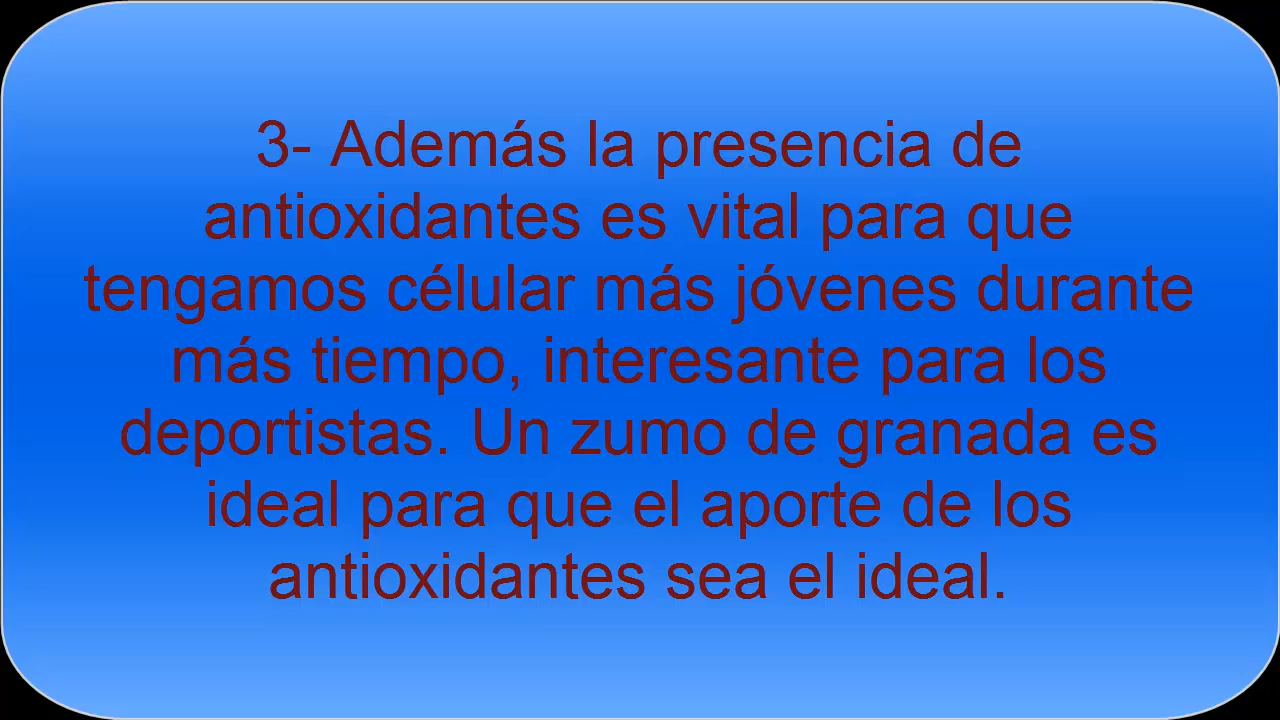 3- Además la presencia de
antioxidantes es vital para que
tengamos célular más jóvenes durante
más tiempo, interesante para los
deportistas. Un zumo de granada es
ideal para que el aporte de los
antioxidantes sea el ideal.